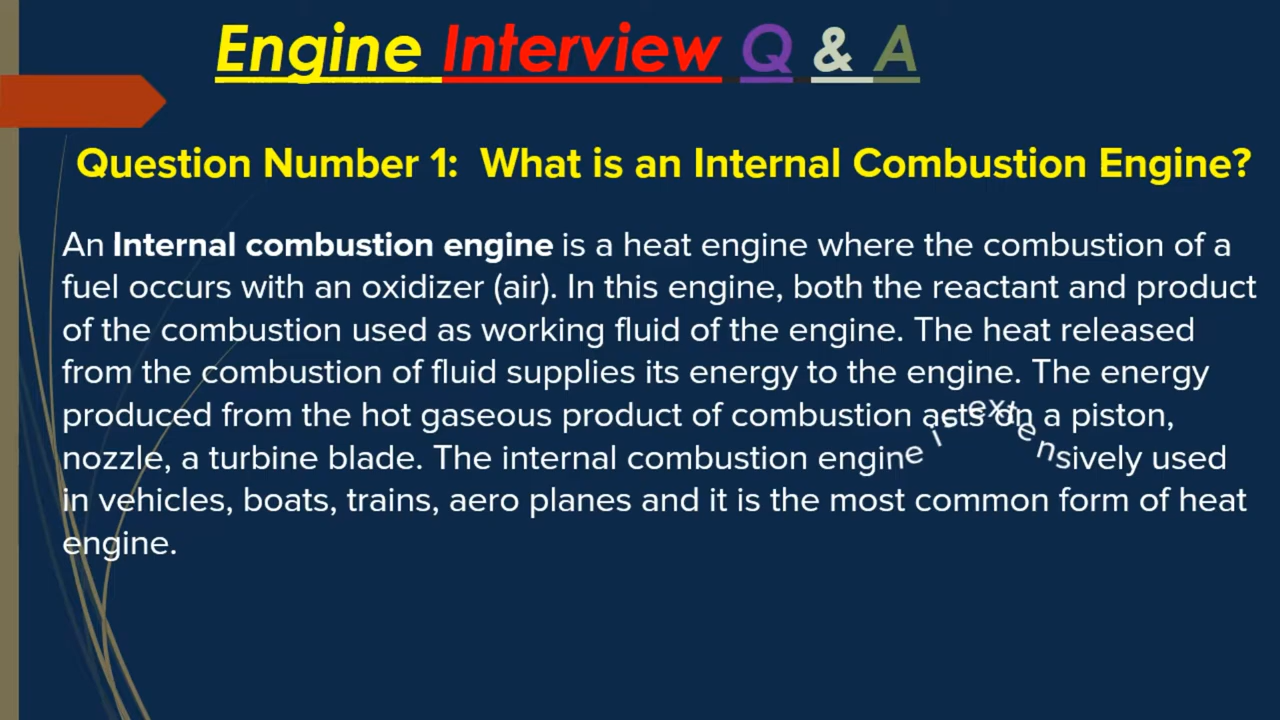 Engine Interview Q & A
Question Number 1: What is an Internal Combustion Engine?
An Internal combustion engine is a heat engine where the combustion of a
fuel occurs with an oxidizer (air). In this engine, both the reactant and product
of the combustion used as working fluid of the engine. The heat released
from the combustion of fluid supplies its energy to the engine. The energy
produced from the hot gaseous product of combustion acts on a piston,
nozzle, a turbine blade. The internal combustion engine is extensively used
in vehicles, boats, trains, aero planes and it is the most common form of heat
engine.